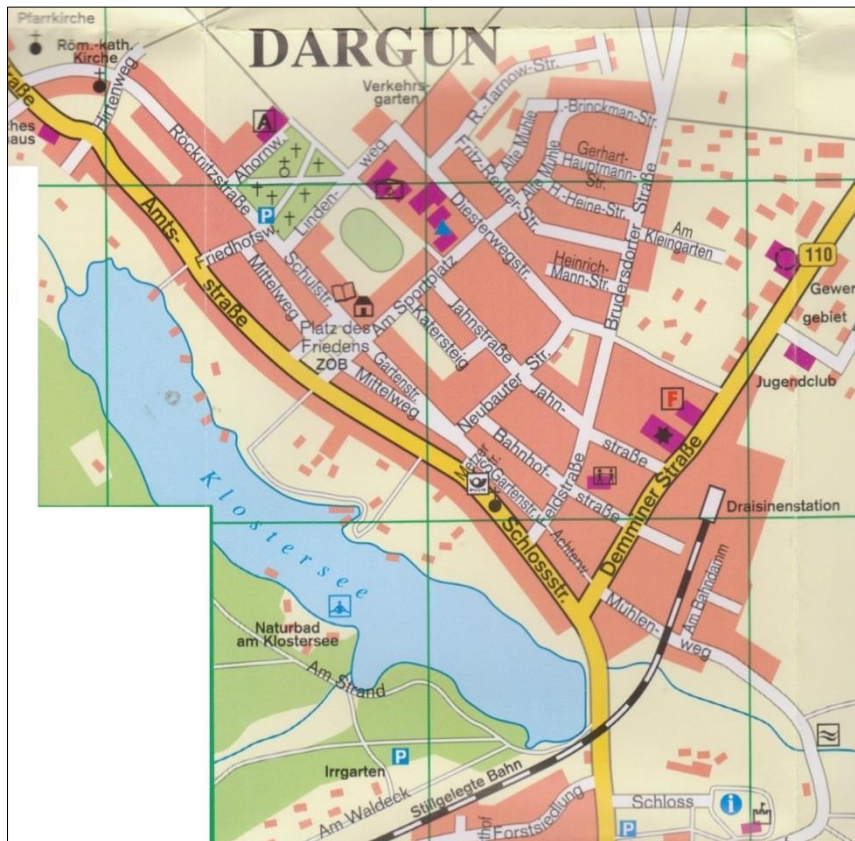 DARGUN
Pfarrkirche
Röm.-kath.
Kirche
Hirtenweg
Röcknitzstraße
A
Ahornw.
Verkehrs-
garten
R.-Tarnow-Str.
J.-Brinckman-Str.
Alte Mühle
Alte Mühle
Gerhart-
Hauptmann-
Str.
H.-Heine-Str.
Fritz-Reuter-Str.
Linden-
weg
P
Friedhofsw.
Amts-
straße
Mittelweg
Schulstr.
Diesterwegstr.
Am Sportplatz
Heinrich-
Mann-Str.
Brudersdorfer Straße
Am
Kleingarten
110
Gewer
gebiet
Jugendclub
Platz des
Friedens
ZOB
Katersteig
Jahnstraße
Gartenstr.
Mittelweg
Neubauter Str.
Jahn-
straße
F
Bahnhof-
straße
Metzer
Str.
Gartenstr.
Feldstraße
Demminer Straße
Draisinenstation
Schlossstr.
Achterw.
Mühlen-
weg
Am Bahndamm
Klostersee
Naturbad
am Klostersee
Am Strand
P
Irrgarten
Am Waldeck
Stillgelegte Bahn
Forstsiedlung
Schloss
i
P